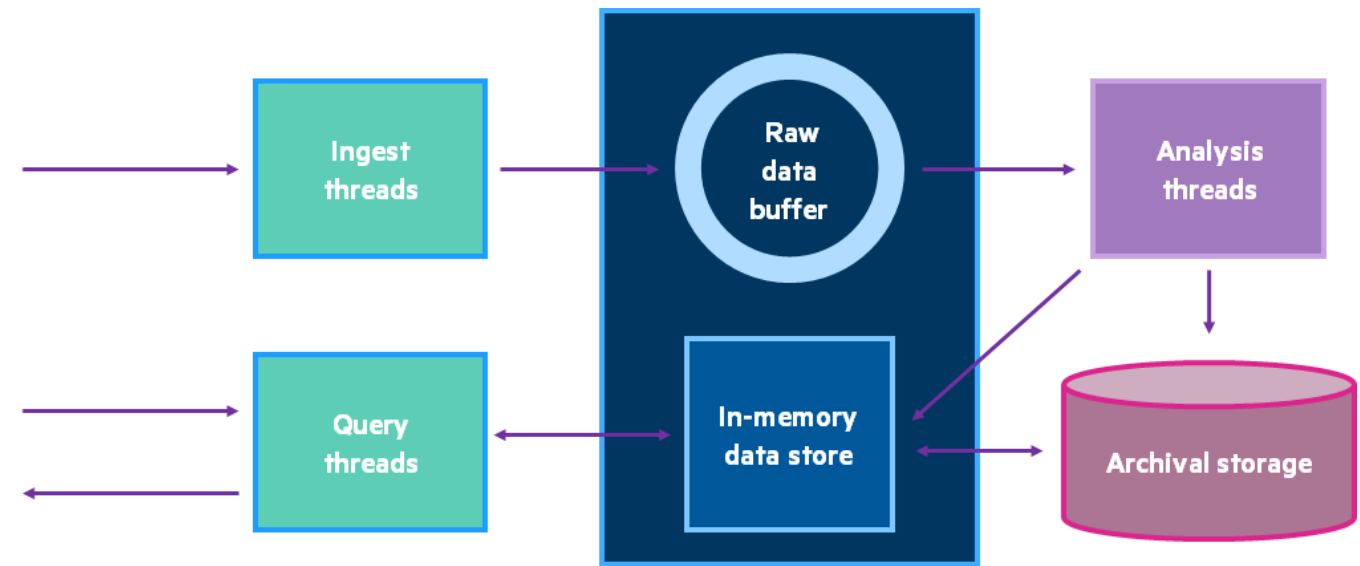 Ingest
threads
Raw
data
buffer
Analysis
threads
Query
threads
In-memory
data store
Archival storage